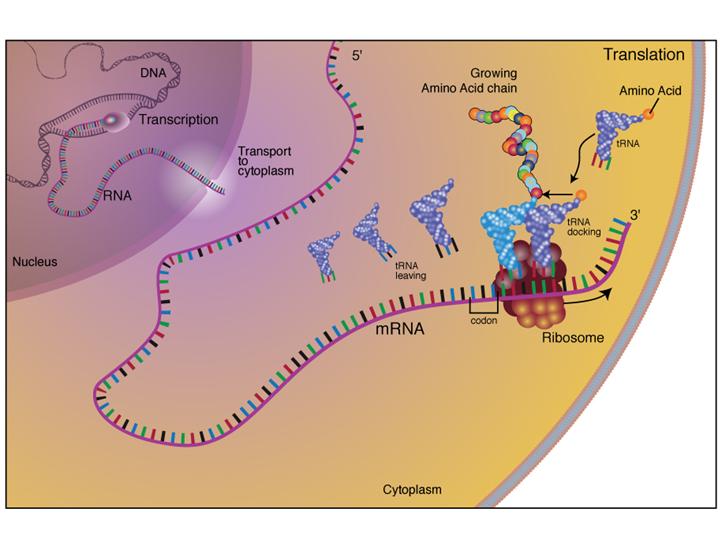 5'
Translation
DNA
Growing
Amino Acid chain
Amino Acid
Transcription
tRNA
Transport
to
cytoplasm
RNA
3'
tRNA
docking
Nucleus
tRNA
leaving
codon
mRNA
Ribosome
Cytoplasm